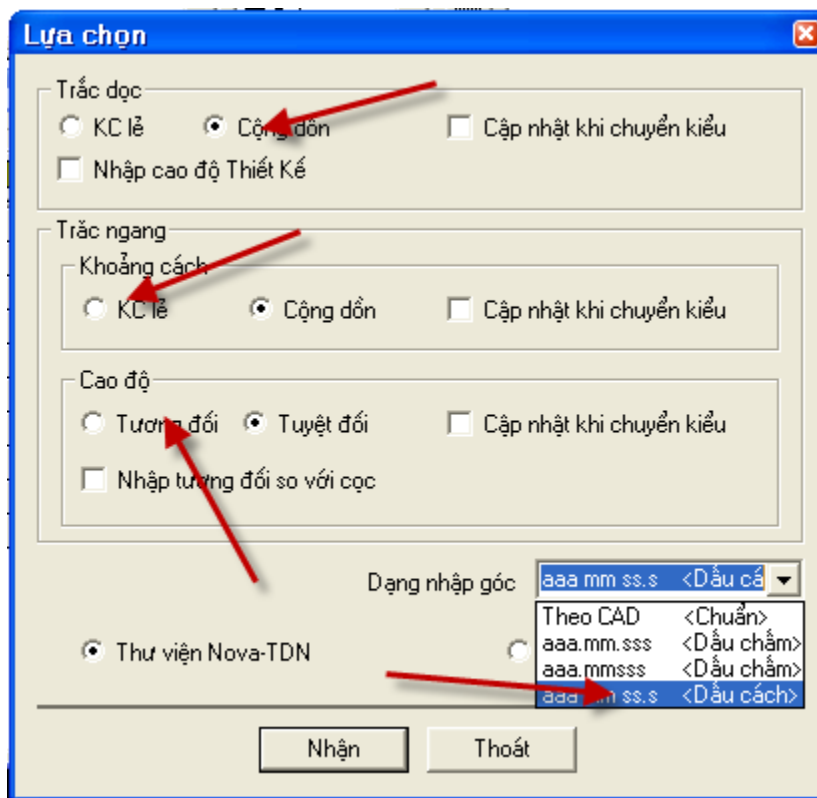 Lựa chọn
Trắc dọc
KC lẻ Cộng dồn Cập nhật khi chuyển kiểu
Nhập cao độ Thiết Kế
Trắc ngang
Khoảng cách
KC lẻ Cộng dồn Cập nhật khi chuyển kiểu
Cao độ
Tương đối Tuyệt đối Cập nhật khi chuyển kiểu
Nhập tương đối so với cọc
Dạng nhập góc aaa mm ss.s <Dấu cá
Theo CAD <Chuẩn>
aaa.mm.sss <Dấu chấm>
Thư viện Nova-TDN
aaa.mmsss <Dấu chấm>
aaa mm ss.s <Dấu cách>
Nhận Thoát